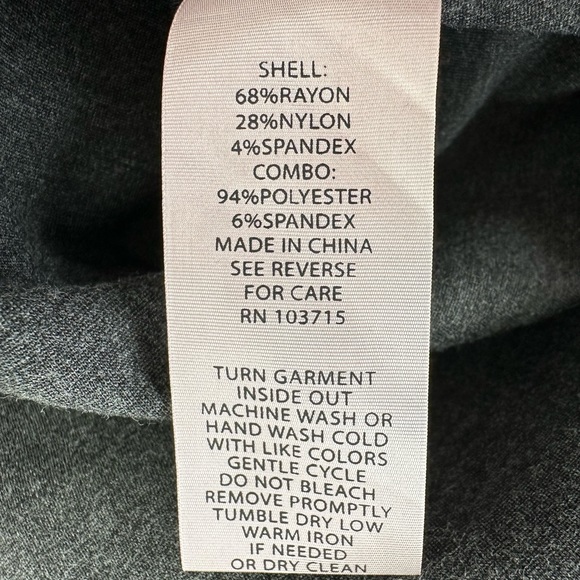 SHELL:
68%RAYON
28%NYLON
4%SPANDEX
COMBO:
94%POLYESTER
6%SPANDEX
MADE IN CHINA
SEE REVERSE
FOR CARE
RN 103715
TURN GARMENT
INSIDE OUT
MACHINE WASH OR
HAND WASH COLD
WITH LIKE COLORS
GENTLE CYCLE
DO NOT BLEACH
REMOVE PROMPTLY
TUMBLE DRY LOW
WARM IRON
IF NEEDED
OR DRY CLEAN